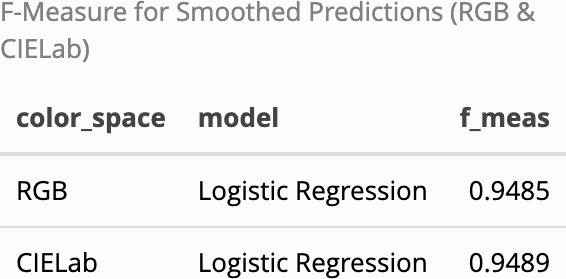 F-Measure for Smoothed Predictions (RGB &
CIELab)
color_space model f_meas
RGB Logistic Regression 0.9485
CIELab Logistic Regression 0.9489